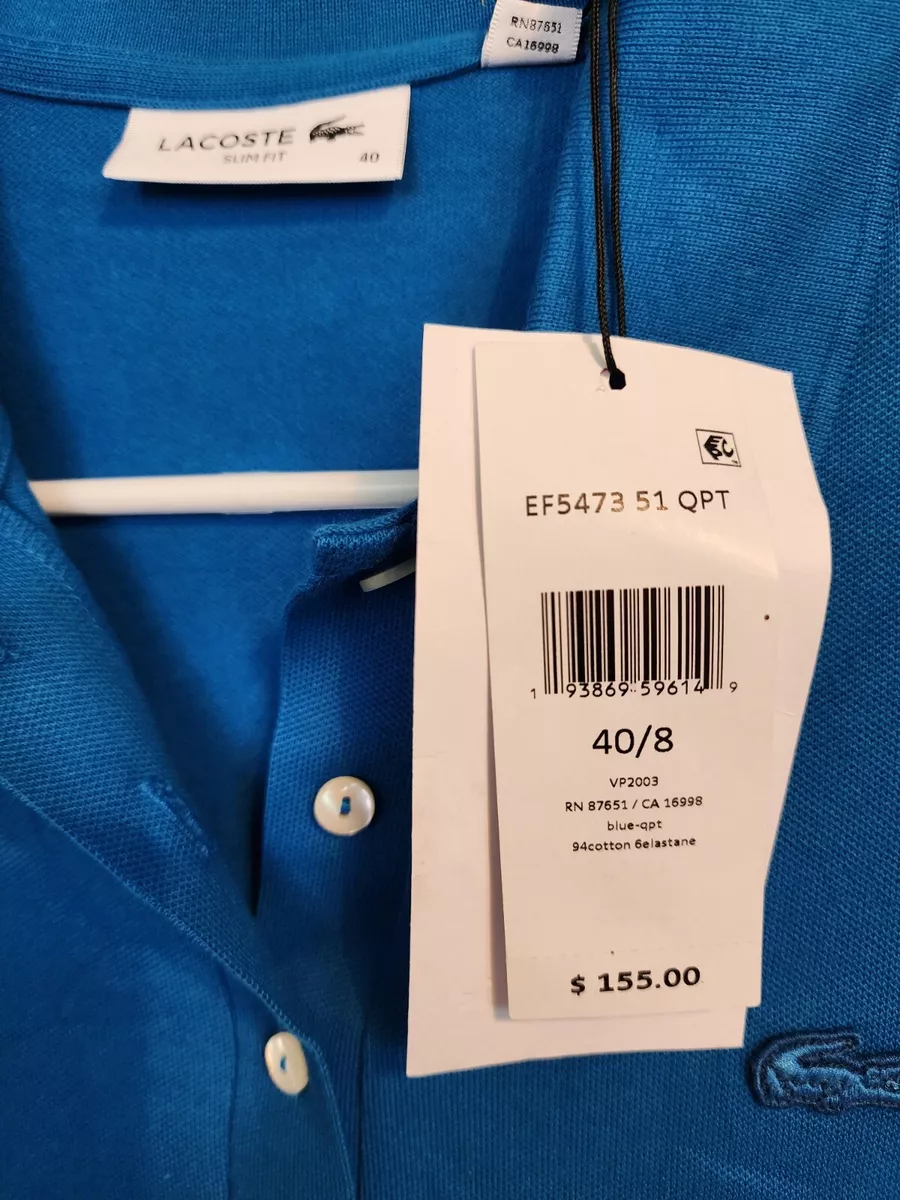 RN87651
CA16998
LACOSTE
SLIM FIT
40
EPC
EF5473 51 QPT
1 93869 59614 9
40/8
VP2003
RN 87651 / CA 16998
blue-qpt
94cotton 6elastane
$ 155.00